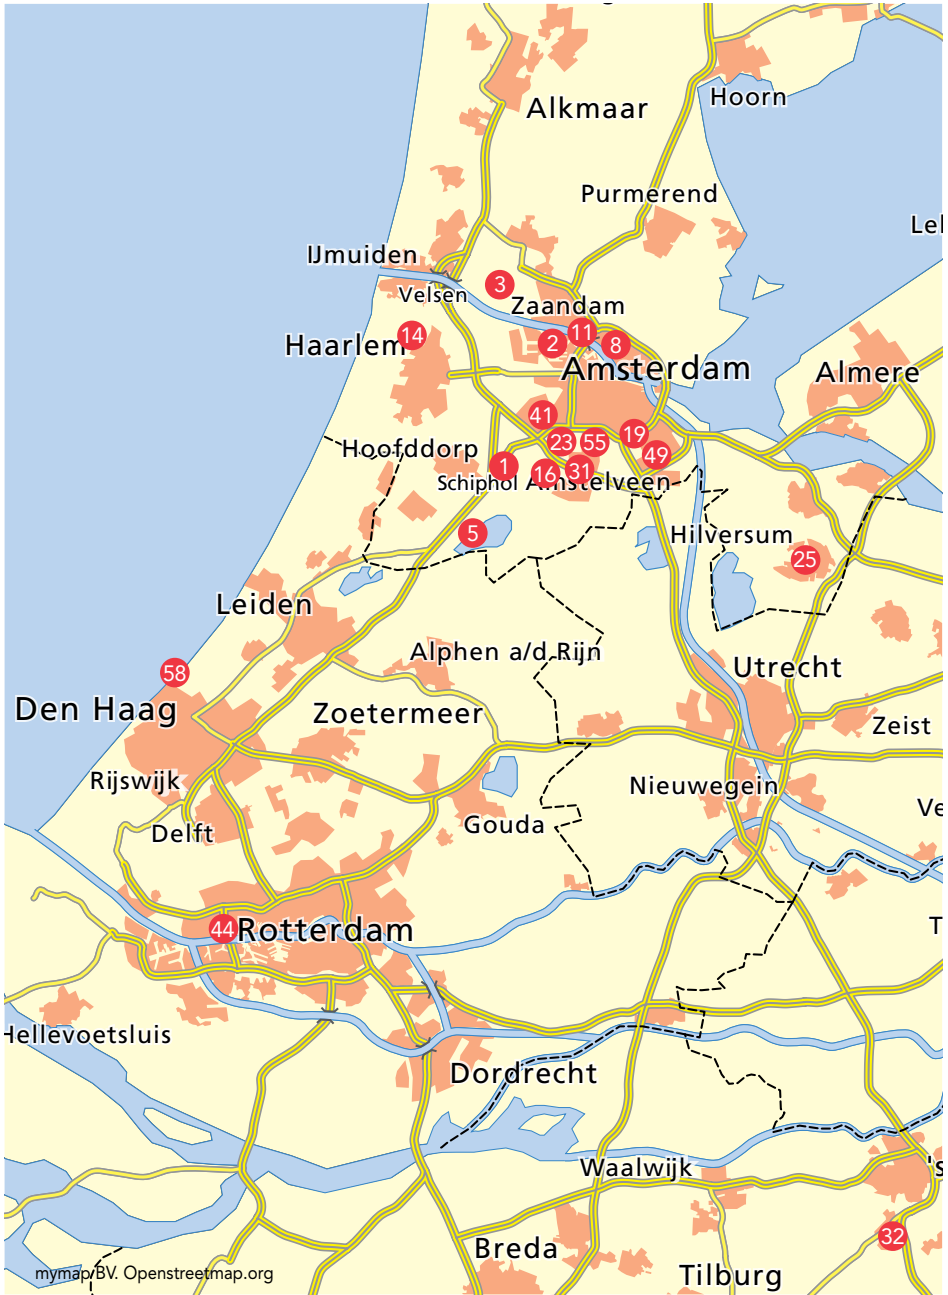 Alkmaar
Hoorn
Purmerend
Lel
IJmuiden
Velsen
3
Zaandam
11
14
Haarlem
2
8
Amsterdam
Almere
41
19
23
55
Hoofddorp
49
1
31
16
Schiphol
Amstelveen
5
Hilversum
25
Leiden
Alphen a/d Rijn
Utrecht
58
Den Haag
Zoetermeer
Zeist
Rijswijk
Nieuwegein
Ve
Gouda
Delft
44
Rotterdam
T
Hellevoetsluis
Dordrecht
Waalwijk
's
32
Breda
Tilburg
mymap BV. Openstreetmap.org